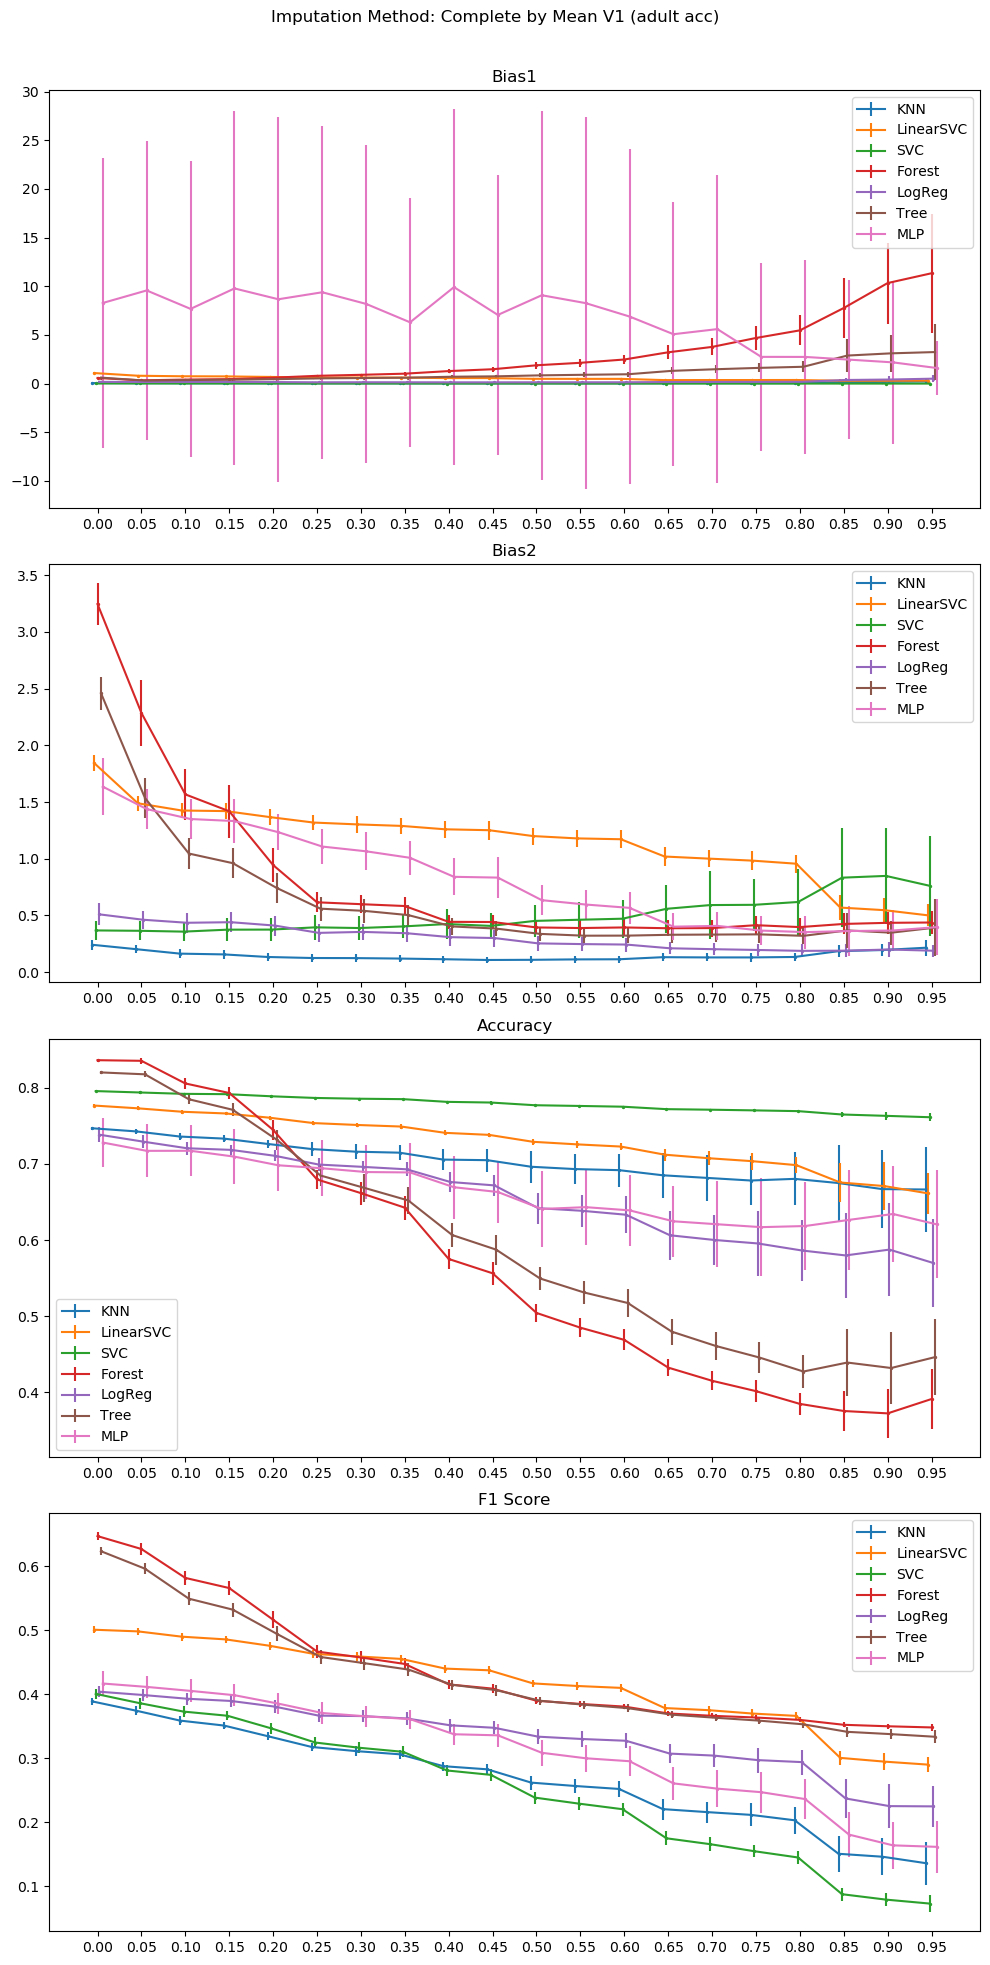 Imputation Method: Complete by Mean V1 (adult acc)
Bias1
30
25
20
15
10
5
0
−5
−10
KNN
LinearSVC
SVC
Forest
LogReg
Tree
MLP
0.00 0.05 0.10 0.15 0.20 0.25 0.30 0.35 0.40 0.45 0.50 0.55 0.60 0.65 0.70 0.75 0.80 0.85 0.90 0.95
Bias2
3.5
3.0
2.5
2.0
1.5
1.0
0.5
0.0
KNN
LinearSVC
SVC
Forest
LogReg
Tree
MLP
0.00 0.05 0.10 0.15 0.20 0.25 0.30 0.35 0.40 0.45 0.50 0.55 0.60 0.65 0.70 0.75 0.80 0.85 0.90 0.95
Accuracy
0.8
0.7
0.6
0.5
0.4
KNN
LinearSVC
SVC
Forest
LogReg
Tree
MLP
0.00 0.05 0.10 0.15 0.20 0.25 0.30 0.35 0.40 0.45 0.50 0.55 0.60 0.65 0.70 0.75 0.80 0.85 0.90 0.95
F1 Score
0.6
0.5
0.4
0.3
0.2
0.1
KNN
LinearSVC
SVC
Forest
LogReg
Tree
MLP
0.00 0.05 0.10 0.15 0.20 0.25 0.30 0.35 0.40 0.45 0.50 0.55 0.60 0.65 0.70 0.75 0.80 0.85 0.90 0.95